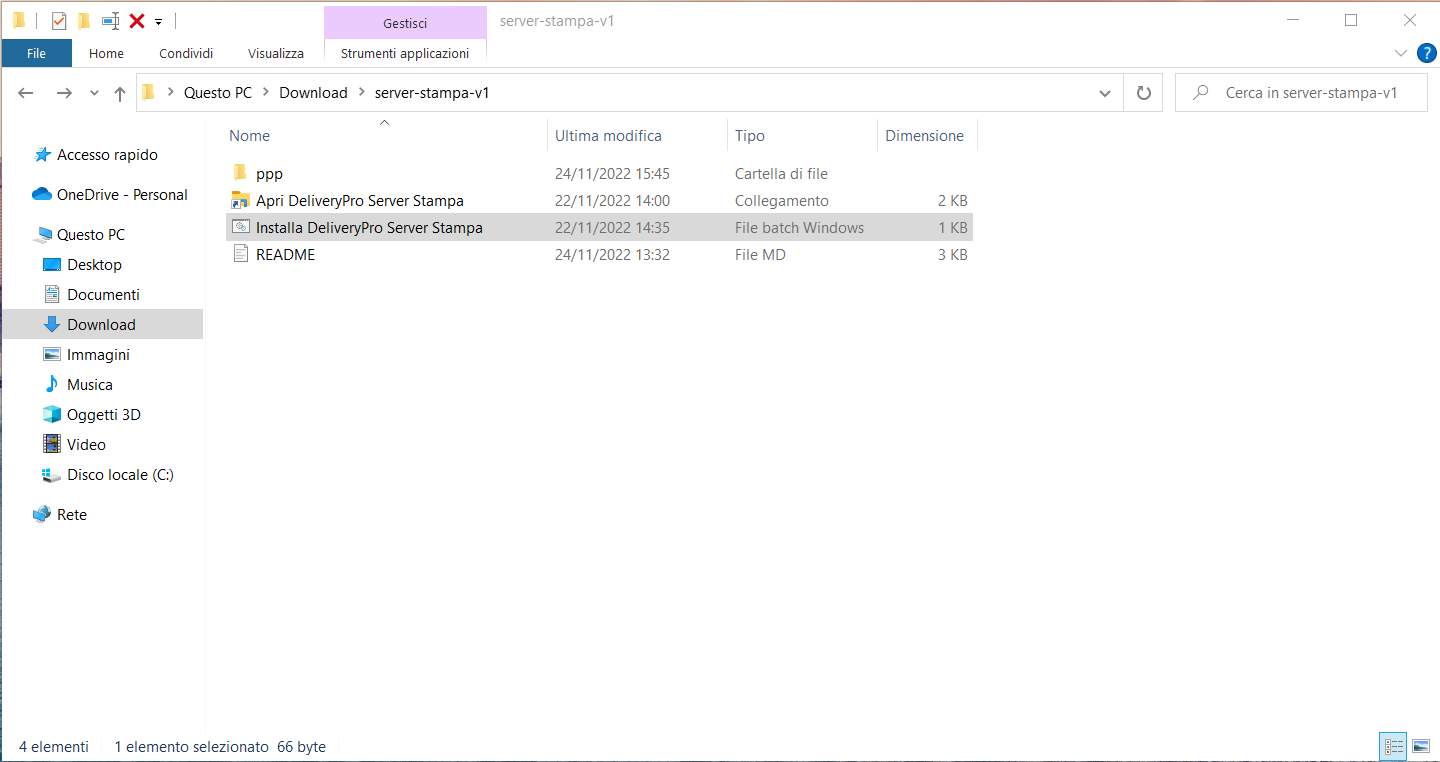 Gestisci
server-stampa-v1
File
Home
Condividi
Visualizza
Strumenti applicazioni
?
Questo PC
Download
server-stampa-v1
Cerca in server-stampa-v1
Nome
Ultima modifica
Tipo
Dimensione
Accesso rapido
OneDrive - Personal
Questo PC
Desktop
Documenti
Download
Immagini
Musica
Oggetti 3D
Video
Disco locale (C:)
Rete
ppp 24/11/2022 15:45 Cartella di file
Apri DeliveryPro Server Stampa 22/11/2022 14:00 Collegamento 2 KB
Installa DeliveryPro Server Stampa 22/11/2022 14:35 File batch Windows 1 KB
README 24/11/2022 13:32 File MD 3 KB
4 elementi 1 elemento selezionato 66 byte